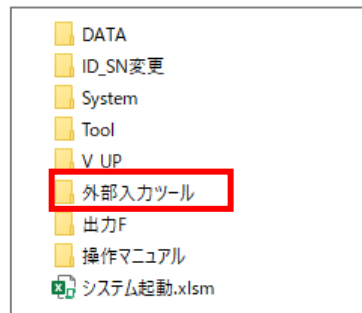 DATA
ID_SN変更
System
Tool
V_UP
外部入力ツール
出力F
操作マニュアル
システム起動.xlsm